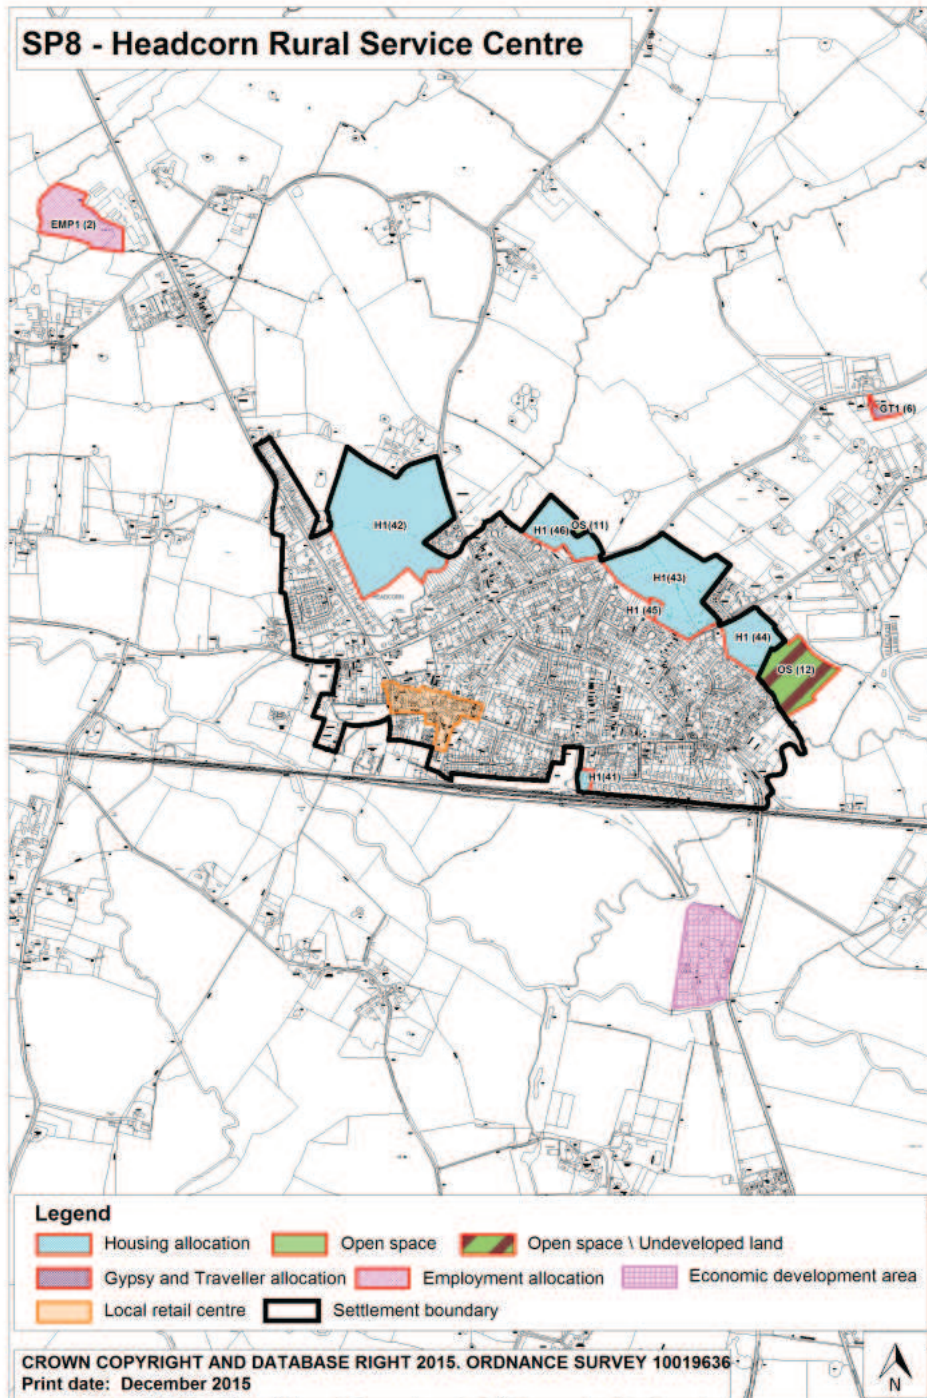 SP8 - Headcorn Rural Service Centre
EMP1 (2)
GT1 (6)
H1(42)
H1 (46)
OS (11)
H1(43)
H1 (45)
H1 (44)
OS (12)
H1(41)
Legend
Housing allocation
Open space
Open space \ Undeveloped land
Gypsy and Traveller allocation
Employment allocation
Economic development area
Local retail centre
Settlement boundary
CROWN COPYRIGHT AND DATABASE RIGHT 2015. ORDNANCE SURVEY 10019636
Print date: December 2015
N